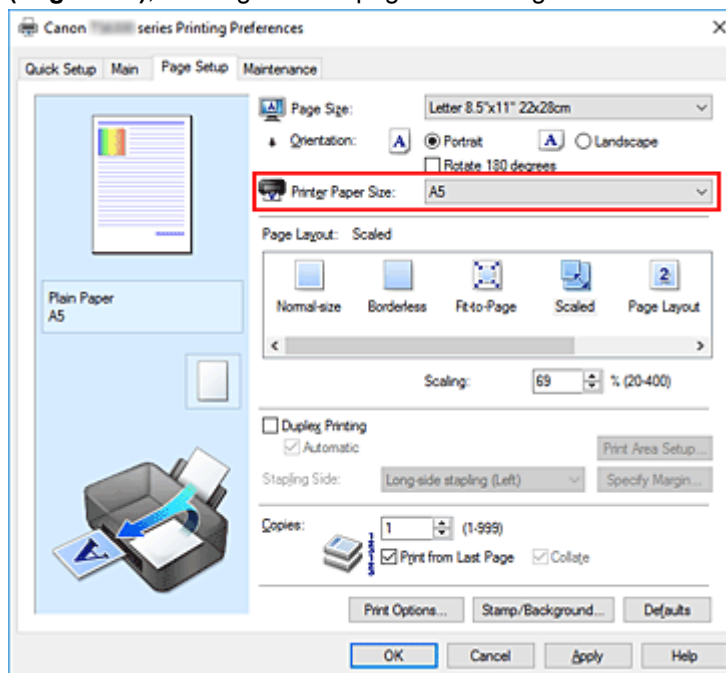 Canon series Printing Preferences
Quick Setup Main Page Setup Maintenance
Page Size: Letter 8.5"x11" 22x28cm
Orientation: A Portrait A Landscape
Rotate 180 degrees
Printer Paper Size: A5
Page Layout: Scaled
Normal-size Borderless Fit-to-Page Scaled 2 Page Layout
Plain Paper
A5
Scaling: 69 % (20-400)
Duplex Printing
Automatic Print Area Setup...
Stapling Side: Long-side stapling (Left) Specify Margin...
Copies: 1 (1-999)
Print from Last Page Collate
Print Options... Stamp/Background... Defaults
OK Cancel Apply Help